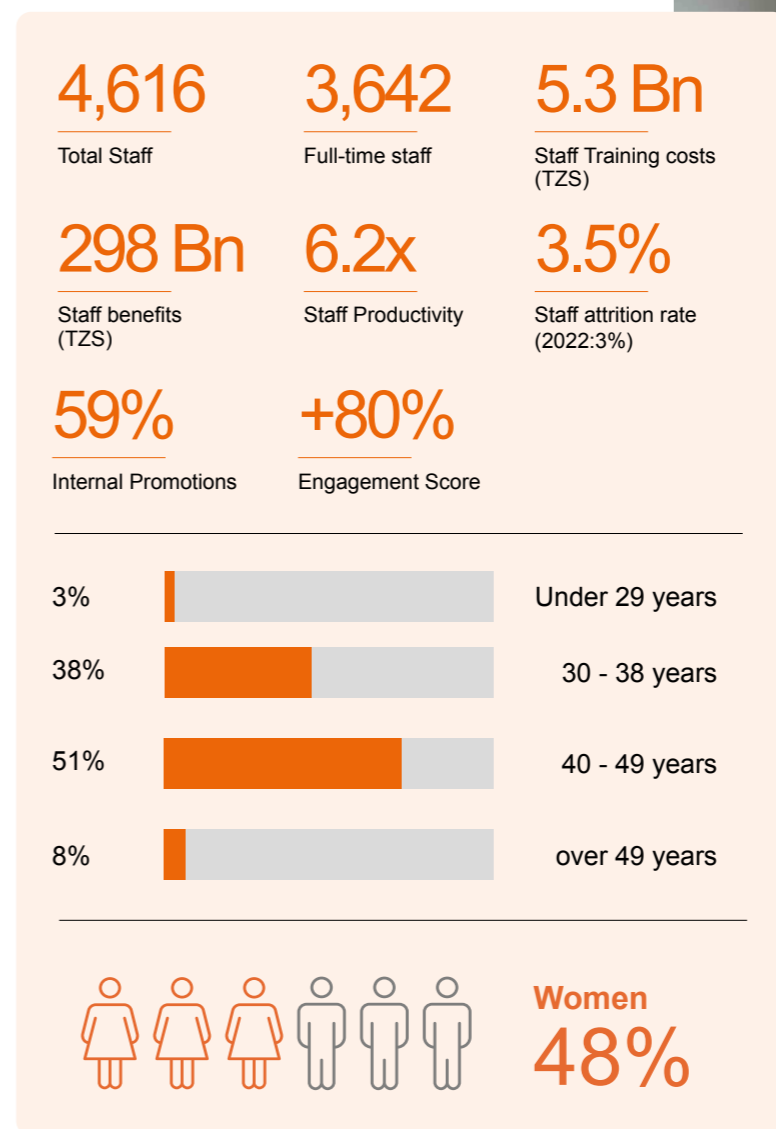 4,616
Total Staff
3,642
Full-time staff
5.3 Bn
Staff Training costs
(TZS)
298 Bn
Staff benefits
(TZS)
6.2x
Staff Productivity
3.5%
Staff attrition rate
(2022:3%)
59%
Internal Promotions
+80%
Engagement Score
3% Under 29 years
38% 30 - 38 years
51% 40 - 49 years
8% over 49 years
Women
48%